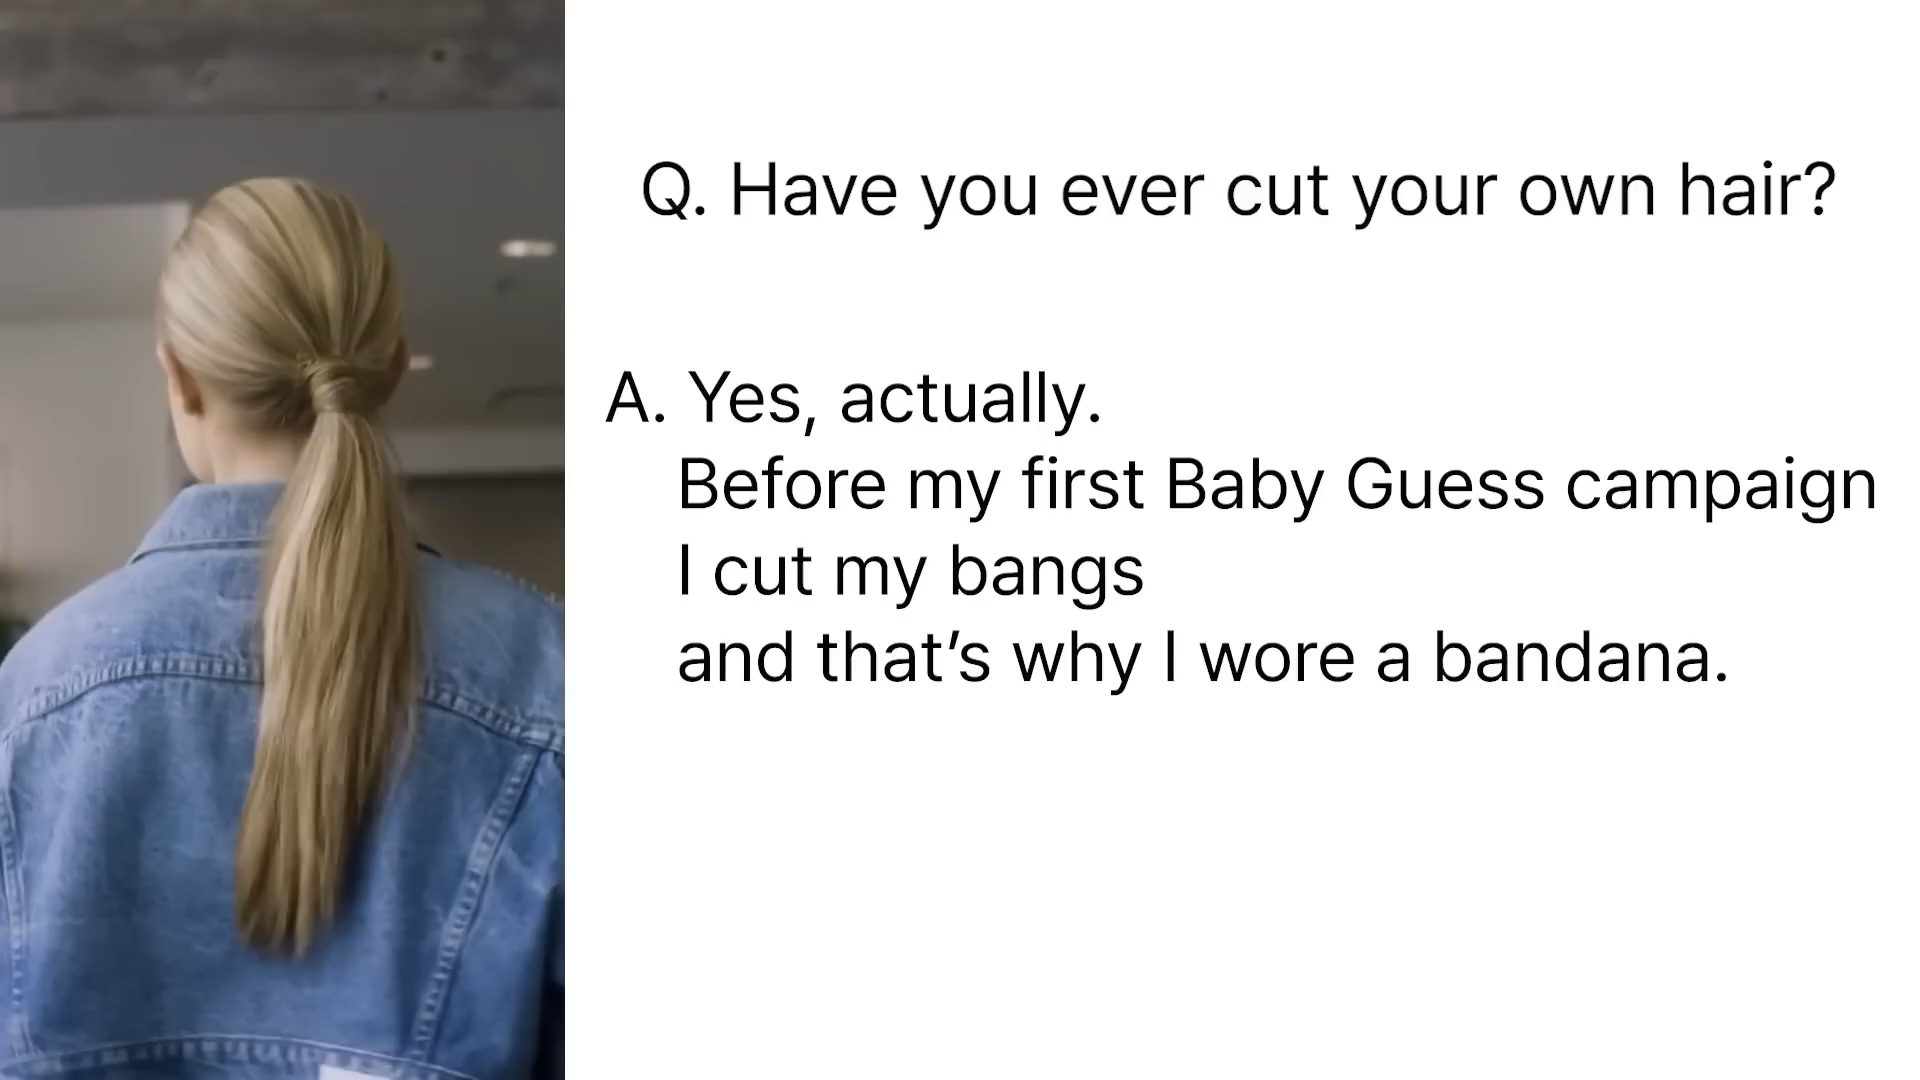 Q. Have you ever cut your own hair?
A. Yes, actually.
Before my first Baby Guess campaign
I cut my bangs
and that’s why I wore a bandana.